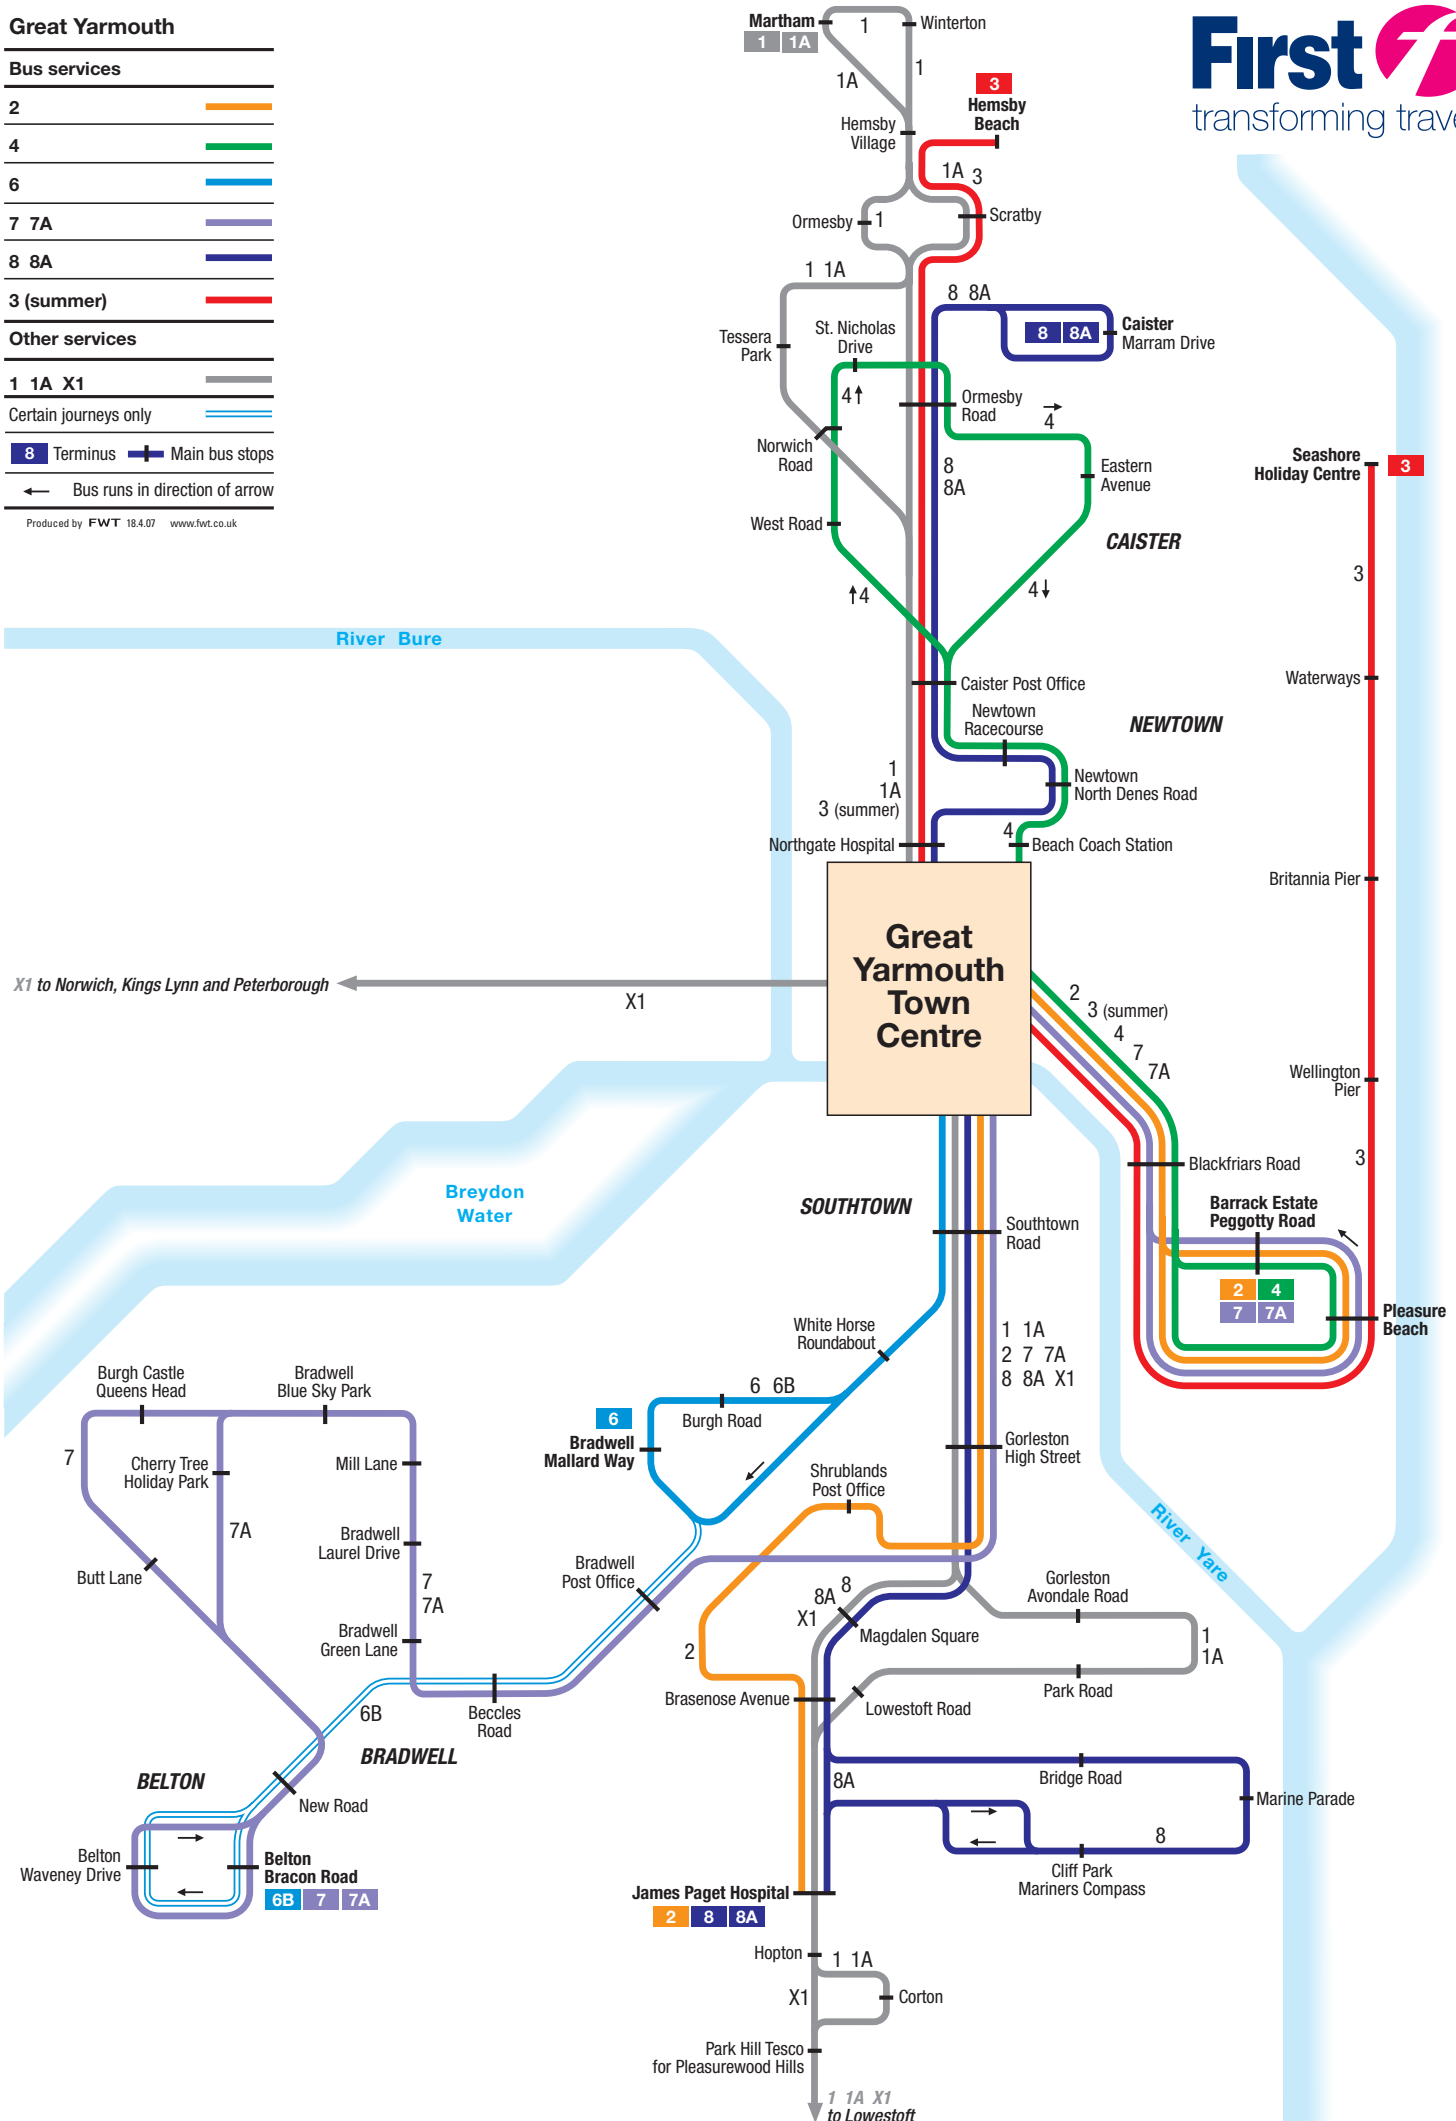 Great Yarmouth
Bus services
2
4
6
7 7A
8 8A
3 (summer)
Other services
1 1A X1
Certain journeys only
8 Terminus Main bus stops
Bus runs in direction of arrow
Produced by FWT 18.4.07 www.fwt.co.uk
First
transforming trave
Martham
1 1A
1
Winterton
1
1A
3
Hemsby
Beach
Hemsby
Village
1A 3
Ormesby
1
Scratby
1 1A
8 8A
8 8A
Caister
Marram Drive
Tessera
Park
St. Nicholas
Drive
4
Ormesby
Road
4
Norwich
Road
8
8A
Eastern
Avenue
Seashore
Holiday Centre
3
West Road
CAISTER
3
4
4
River Bure
Caister Post Office
Waterways
Newtown
Racecourse
NEWTOWN
1
1A
3 (summer)
Newtown
North Denes Road
4
Northgate Hospital
Beach Coach Station
Britannia Pier
Great
Yarmouth
Town
Centre
X1 to Norwich, Kings Lynn and Peterborough
X1
2
3 (summer)
4
7
7A
Wellington
Pier
3
Blackfriars Road
Breydon
Water
SOUTHTOWN
Southtown
Road
Barrack Estate
Peggotty Road
2 4
7 7A
Pleasure
Beach
White Horse
Roundabout
1 1A
2 7 7A
8 8A X1
Burgh Castle
Queens Head
Bradwell
Blue Sky Park
6 6B
6
Burgh Road
Bradwell
Mallard Way
7
Cherry Tree
Holiday Park
Mill Lane
Gorleston
High Street
Shrublands
Post Office
7A
Bradwell
Laurel Drive
River Yare
Butt Lane
7
7A
Bradwell
Post Office
8
8A
X1
Gorleston
Avondale Road
Bradwell
Green Lane
Magdalen Square
1
1A
2
Park Road
Brasenose Avenue
Lowestoft Road
6B
Beccles
Road
BRADWELL
BELTON
8A
Bridge Road
New Road
Marine Parade
8
Belton
Waveney Drive
Belton
Bracon Road
6B 7 7A
Cliff Park
Mariners Compass
James Paget Hospital
2 8 8A
Hopton
1 1A
X1
Corton
Park Hill Tesco
for Pleasurewood Hills
1 1A X1
to Lowestoft